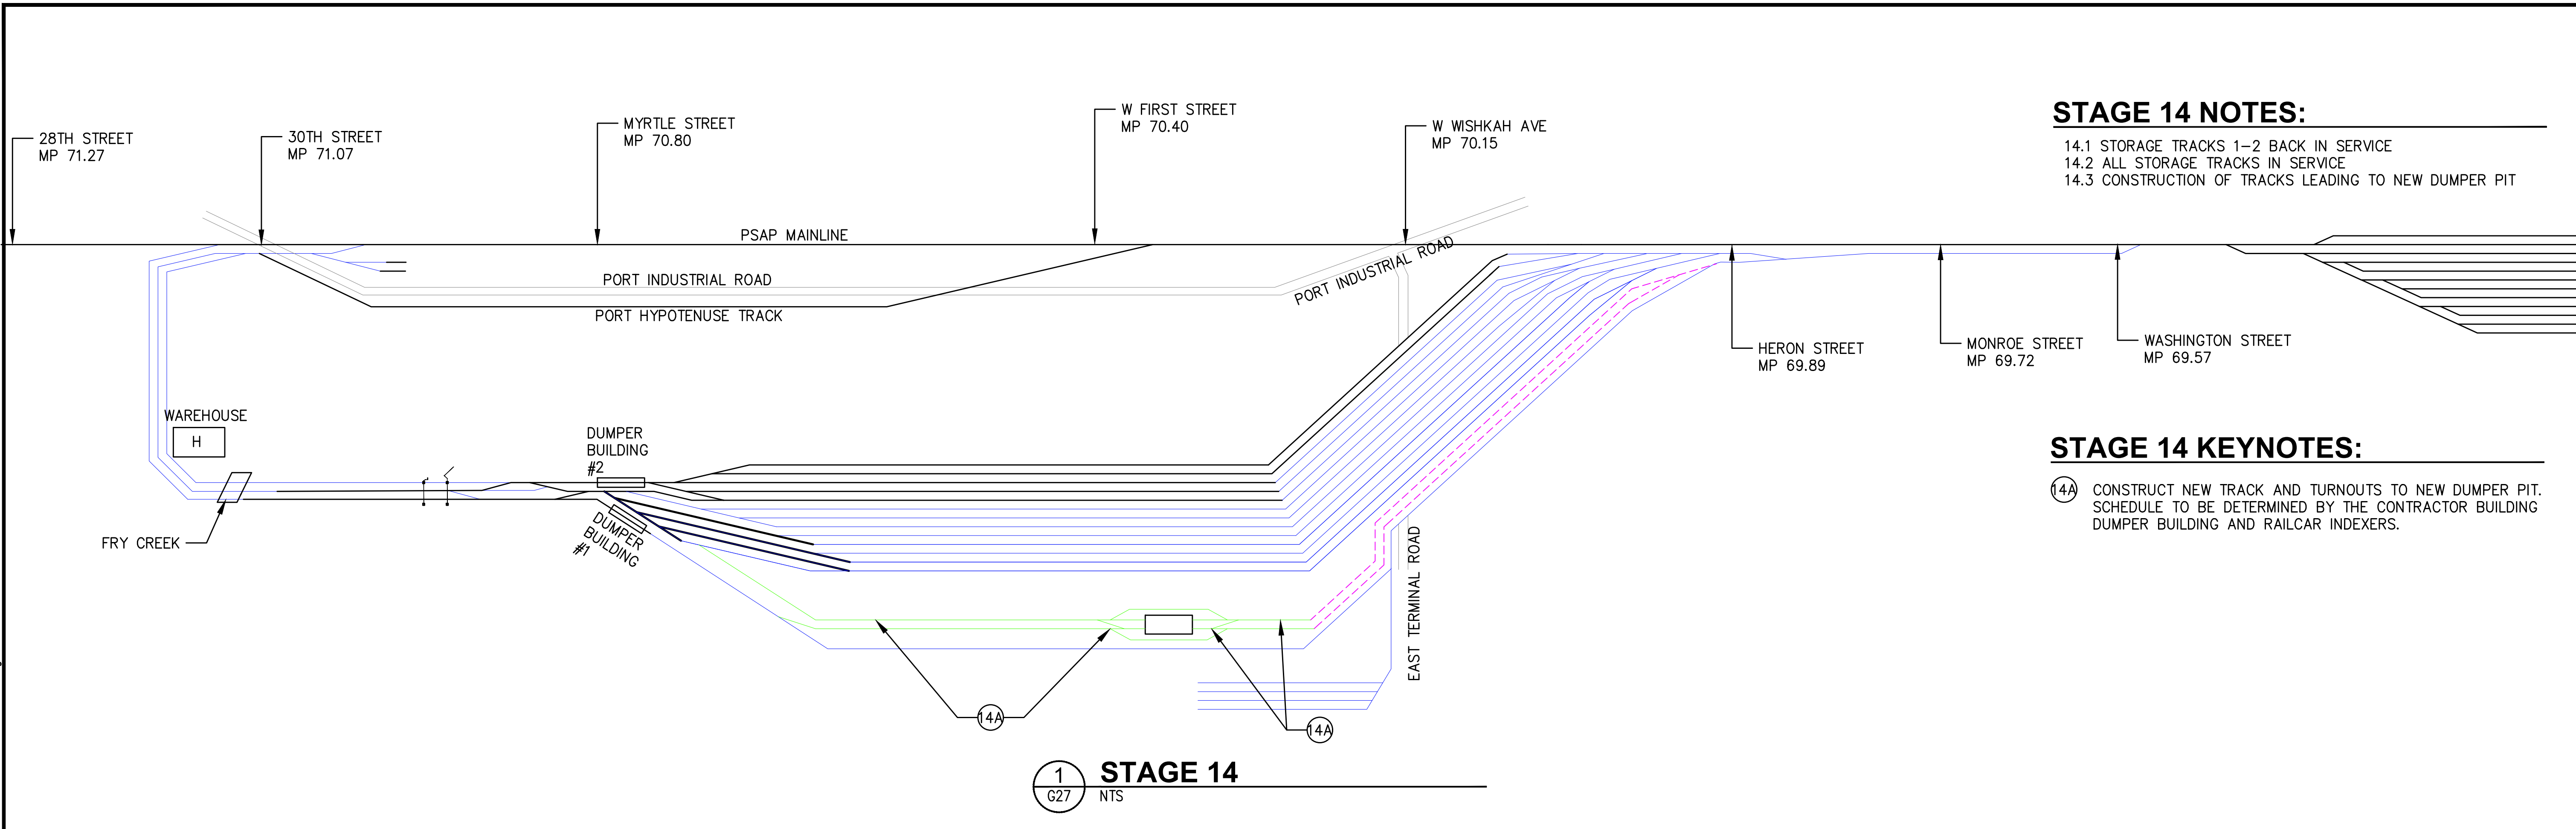 28TH STREET
MP 71.27
30TH STREET
MP 71.07
MYRTLE STREET
MP 70.80
W FIRST STREET
MP 70.40
W WISHKAH AVE
MP 70.15
STAGE 14 NOTES:
14.1 STORAGE TRACKS 1-2 BACK IN SERVICE
14.2 ALL STORAGE TRACKS IN SERVICE
14.3 CONSTRUCTION OF TRACKS LEADING TO NEW DUMPER PIT
PSAP MAINLINE
PORT INDUSTRIAL ROAD
PORT INDUSTRIAL ROAD
PORT HYPOTENUSE TRACK
HERON STREET
MP 69.89
MONROE STREET
MP 69.72
WASHINGTON STREET
MP 69.57
WAREHOUSE
H
DUMPER
BUILDING
#2
FRY CREEK
DUMPER
BUILDING
#1
EAST TERMINAL ROAD
STAGE 14 KEYNOTES:
14A CONSTRUCT NEW TRACK AND TURNOUTS TO NEW DUMPER PIT.
SCHEDULE TO BE DETERMINED BY THE CONTRACTOR BUILDING
DUMPER BUILDING AND RAILCAR INDEXERS.
14A
14A
1
G27
STAGE 14
NTS